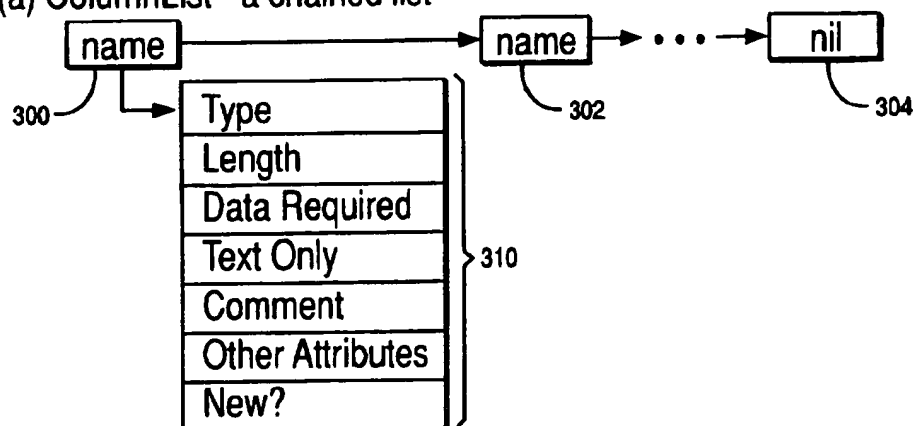 (a) ColumnList - a chained list
name name • • • nil
300 302 304
Type
Length
Data Required
Text Only 310
Comment
Other Attributes
New?